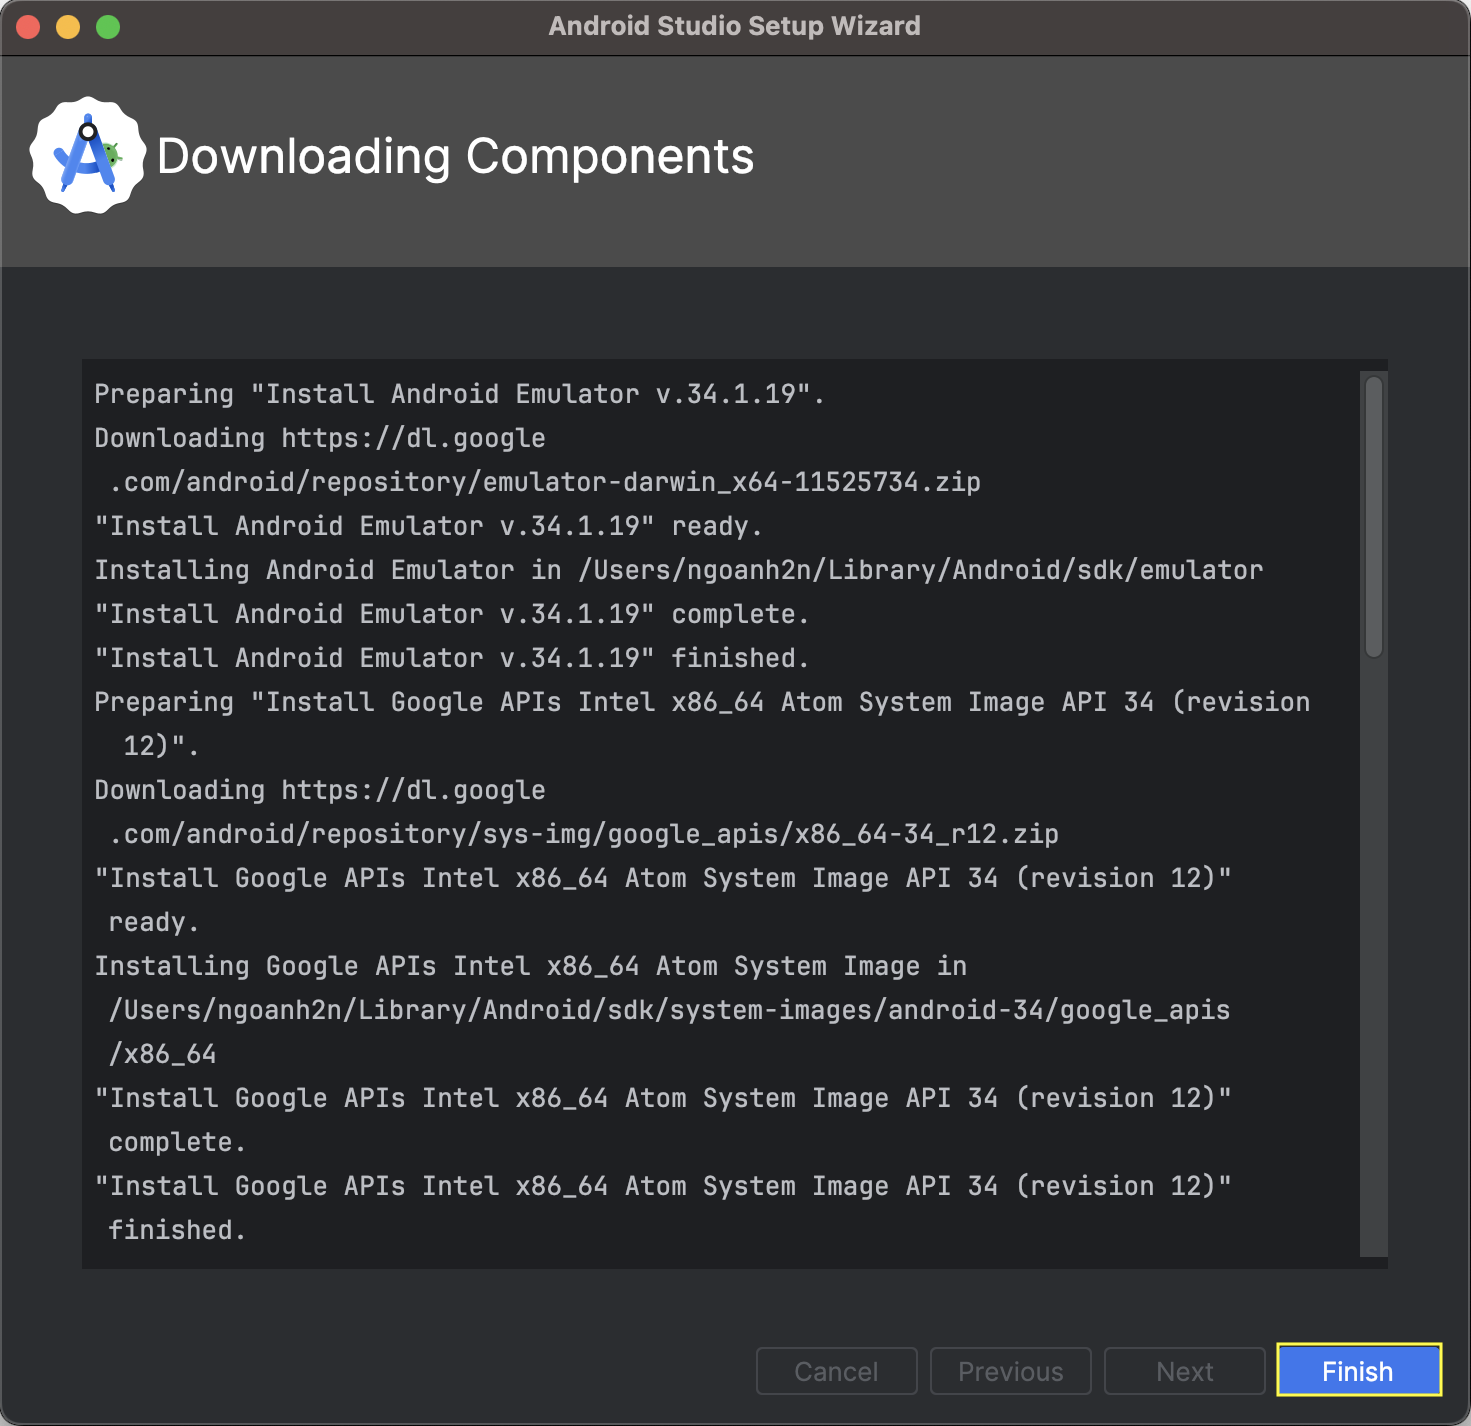 Android Studio Setup Wizard
Downloading Components
Preparing "Install Android Emulator v.34.1.19".
Downloading https://dl.google
.com/android/repository/emulator-darwin_x64-11525734.zip
"Install Android Emulator v.34.1.19" ready.
Installing Android Emulator in /Users/ngoanh2n/Library/Android/sdk/emulator
"Install Android Emulator v.34.1.19" complete.
"Install Android Emulator v.34.1.19" finished.
Preparing "Install Google APIs Intel x86_64 Atom System Image API 34 (revision
12)".
Downloading https://dl.google
.com/android/repository/sys-img/google_apis/x86_64-34_r12.zip
"Install Google APIs Intel x86_64 Atom System Image API 34 (revision 12)"
ready.
Installing Google APIs Intel x86_64 Atom System Image in
/Users/ngoanh2n/Library/Android/sdk/system-images/android-34/google_apis
/x86_64
"Install Google APIs Intel x86_64 Atom System Image API 34 (revision 12)"
complete.
"Install Google APIs Intel x86_64 Atom System Image API 34 (revision 12)"
finished.
Cancel Previous Next Finish